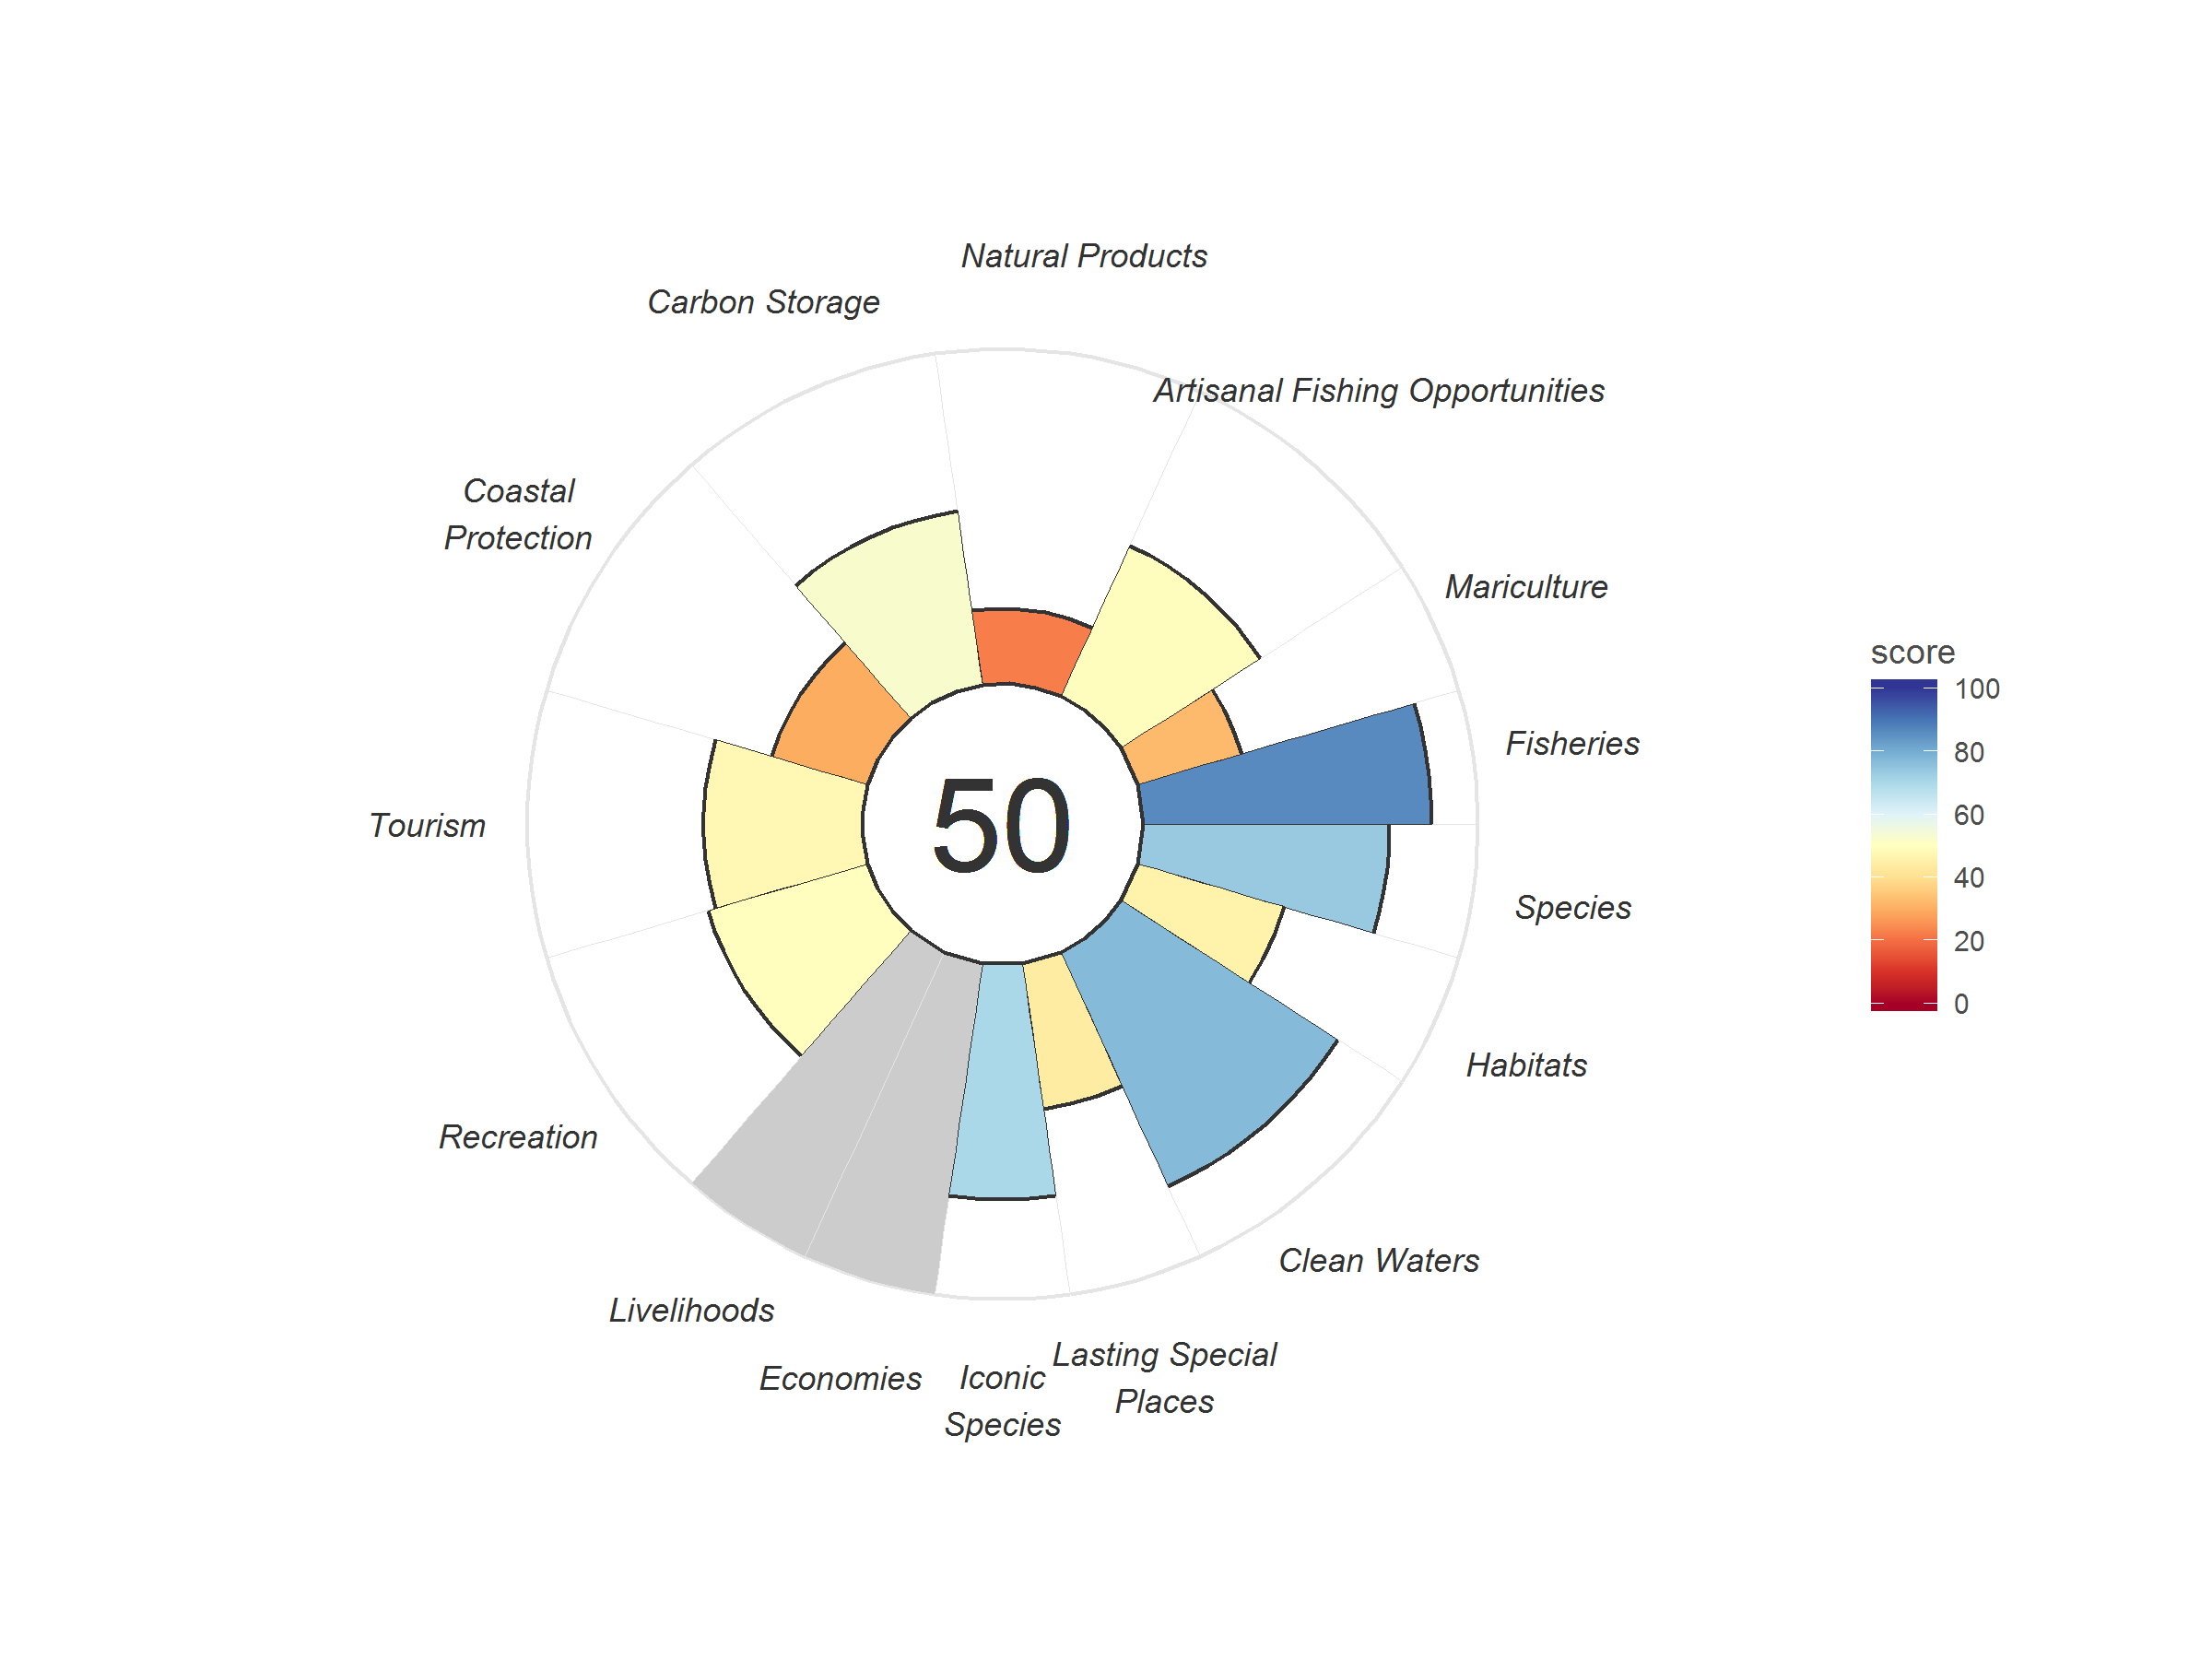 Natural Products
Carbon Storage
Artisanal Fishing Opportunities
Coastal
Protection
Mariculture
Fisheries
Tourism
50
Species
Habitats
Recreation
Clean Waters
Livelihoods
Economies
Iconic
Species
Lasting Special
Places
score
100
80
60
40
20
0